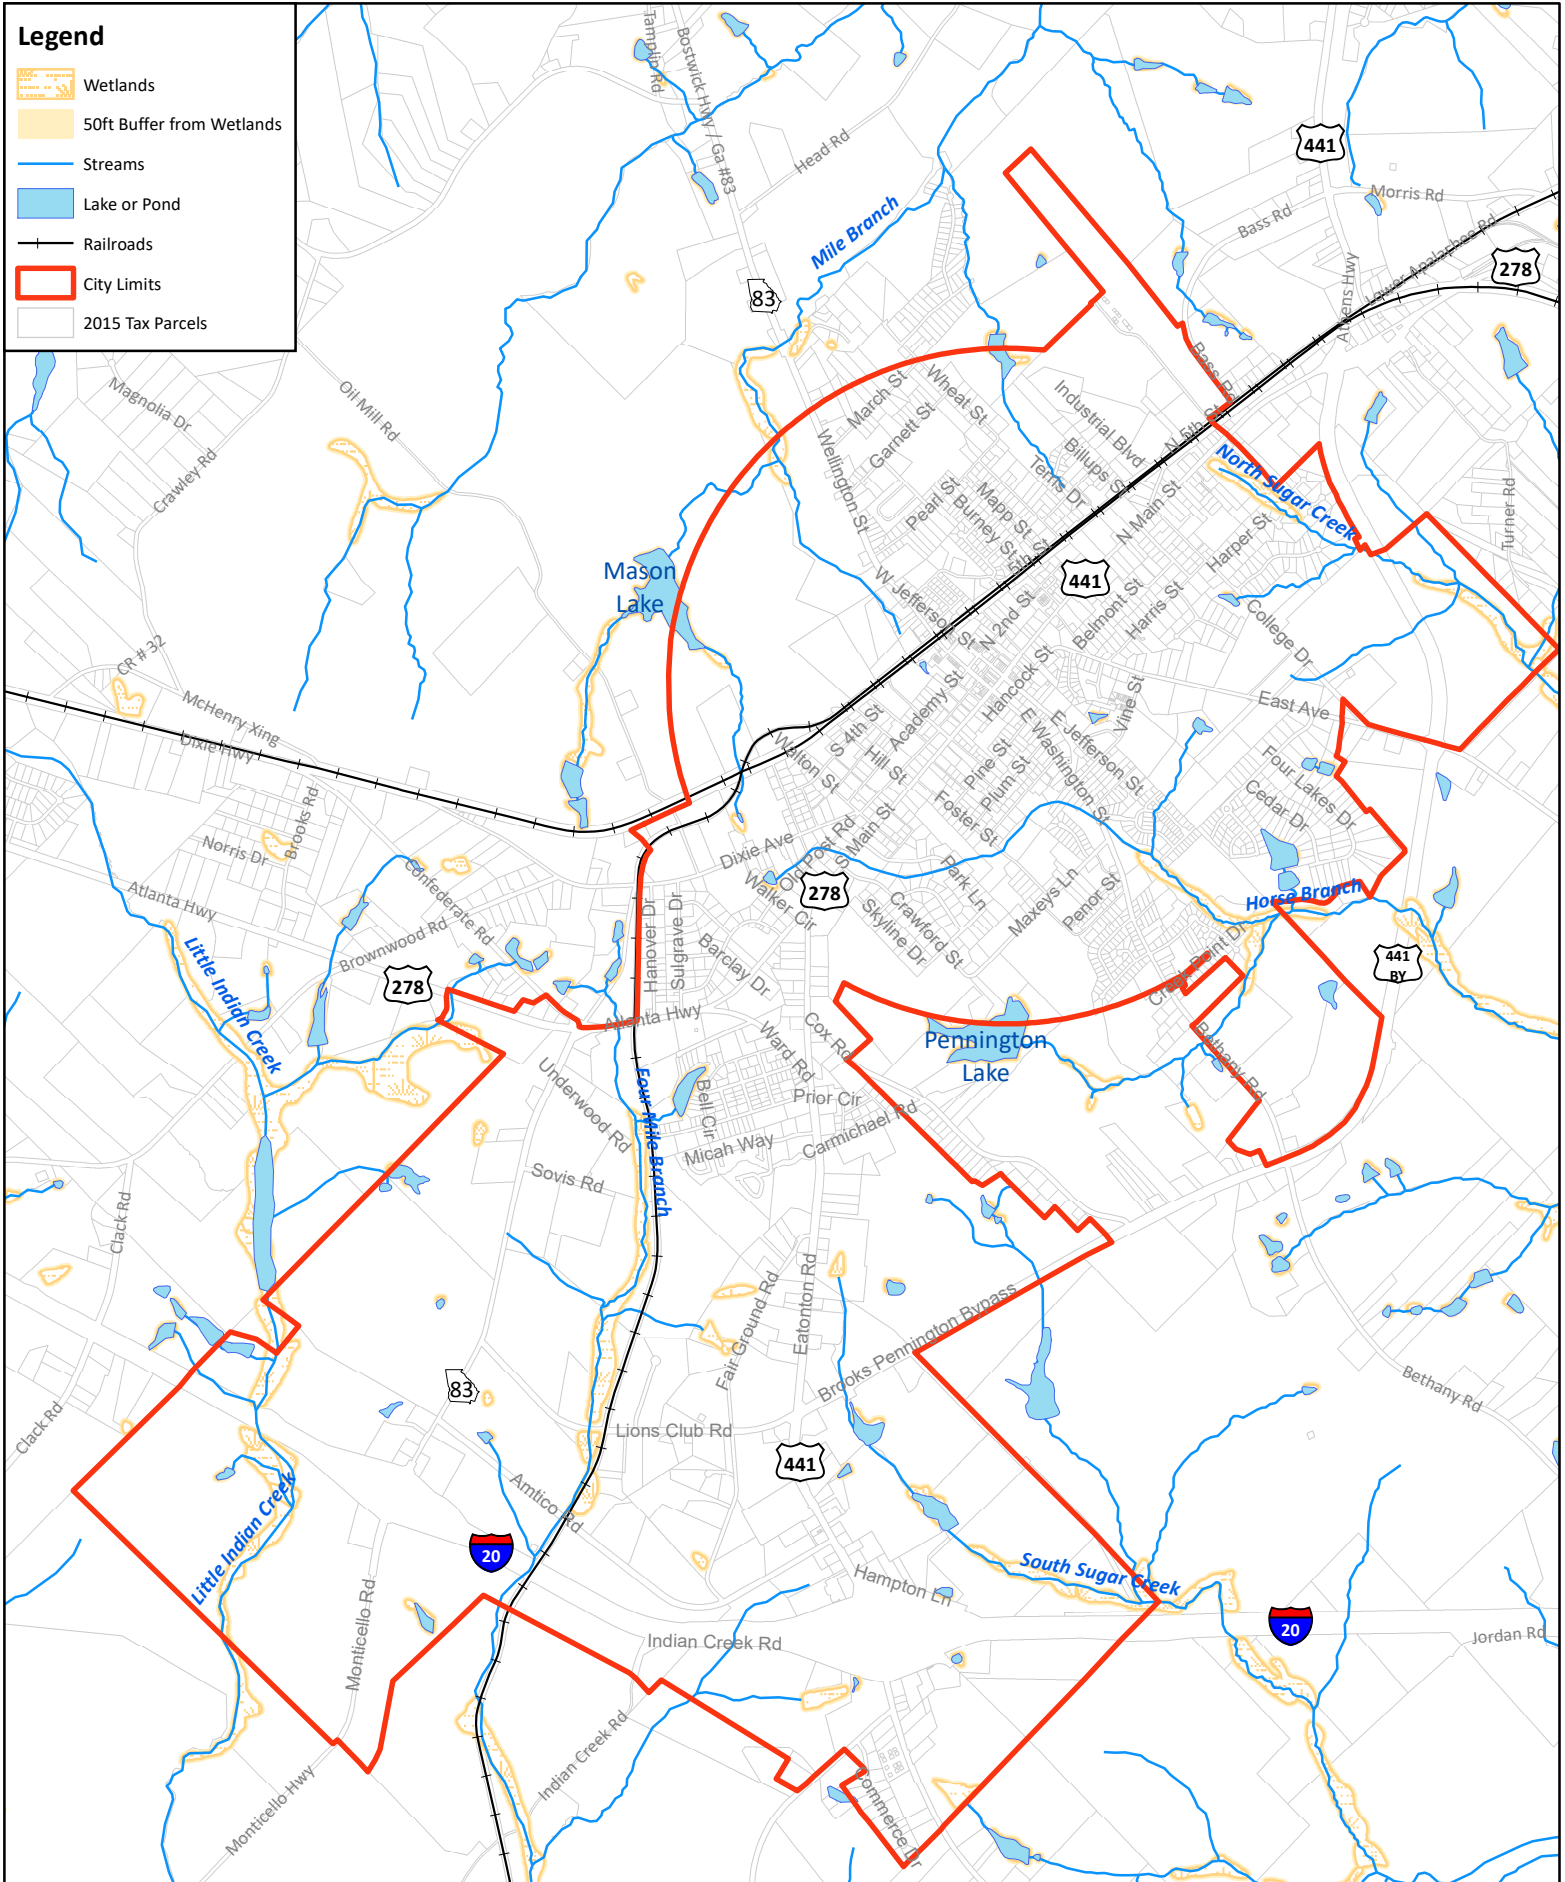 Legend
Wetlands
50ft Buffer from Wetlands
Streams
Lake or Pond
Railroads
City Limits
2015 Tax Parcels
Tamplin Rd
Bostwick Hwy / Ga #83
Head Rd
441
Morris Rd
Bass Rd
Mile Branch
Lower Apalachee Rd
278
Athens Hwy
83
Magnolia Dr
Oil Mill Rd
Crawley Rd
March St
Wheat St
Garnett St
Wellington St
Industrial Blvd
Bass Rd
N 5th St
Billups St
Terris Dr
North Sugar Creek
Pearl St
Mapp St
S Burney St
N Main St
Turner Rd
Harper St
5th St
Mason
Lake
W Jefferson St
441
N 2nd St
Belmont St
Harris St
College Dr
CR # 32
McHenry Xing
Dixie Hwy
Hancock St
Academy St
Vine St
East Ave
S 4th St
Hill St
E Jefferson St
E Washington St
Walton St
Pine St
Plum St
Four Lakes Dr
Cedar Dr
Foster St
Brooks Rd
Norris Dr
Dixie Ave
Old Post Rd
S Main St
Confederate Rd
Atlanta Hwy
Walker Cir
278
Park Ln
Crawford St
Maxeys Ln
Penor St
Horse Branch
Skyline Dr
Brownwood Rd
Hanover Dr
Sulgrave Dr
Barclay Dr
Creek Point Dr
441
BY
Little Indian Creek
278
Atlanta Hwy
Cox Rd
Ward Rd
Pennington
Lake
Bethany Rd
Underwood Rd
Four Mile Branch
Bell Cir
Prior Cir
Carmichael Rd
Micah Way
Sovis Rd
Clack Rd
Fair Ground Rd
Eatonton Rd
Brooks Pennington Bypass
Bethany Rd
83
Clack Rd
Lions Club Rd
441
Amtico Rd
Little Indian Creek
20
Hampton Ln
South Sugar Creek
20
Monticello Rd
Indian Creek Rd
Jordan Rd
Indian Creek Rd
Monticello Hwy
Commerce Dr